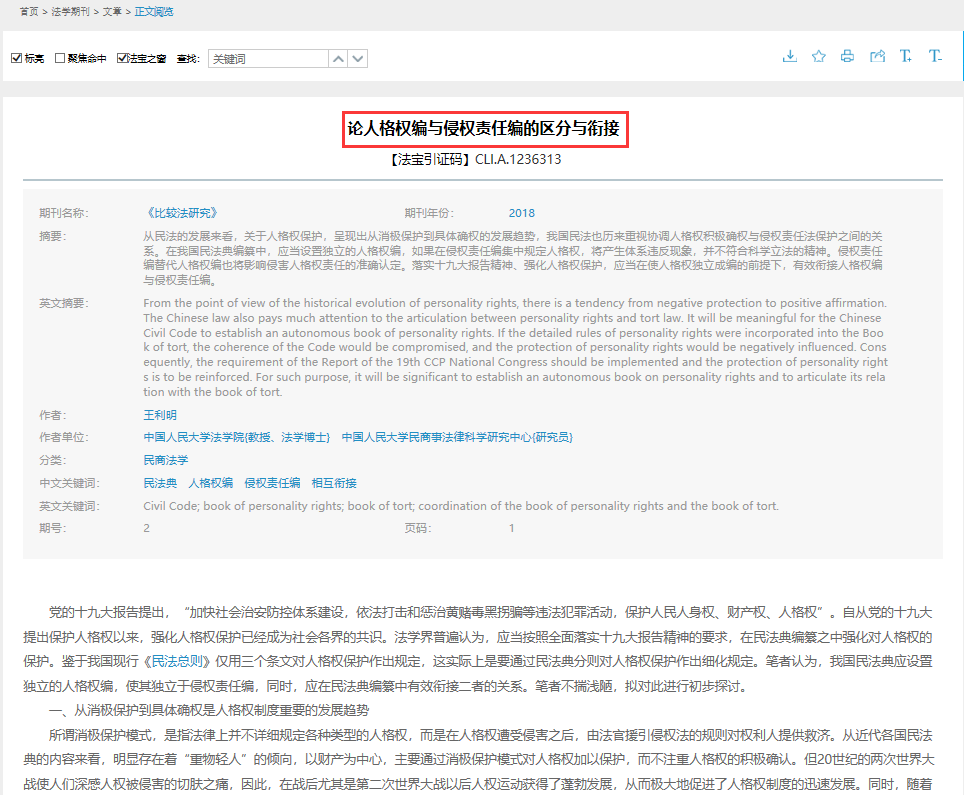 首页 > 法学期刊 > 文章 > 正文阅览
标亮 聚焦命中 法宝之窗 查找: 关键词
论人格权编与侵权责任编的区分与衔接
【法宝引证码】CLI.A.1236313
期刊名称: 《比较法研究》 期刊年份: 2018
摘要: 从民法的发展来看，关于人格权保护，呈现出从消极保护到具体确权的发展趋势，我国民法也历来重视协调人格权积极确权与侵权责任法保护之间的关
系。在我国民法典编纂中，应当设置独立的人格权编，如果在侵权责任编集中规定人格权，将产生体系违反现象，并不符合科学立法的精神。侵权责任
编替代人格权编也将影响侵害人格权责任的准确认定。落实十九大报告精神、强化人格权保护，应当在使人格权独立成编的前提下，有效衔接人格权编
与侵权责任编。
英文摘要: From the point of view of the historical evolution of personality rights, there is a tendency from negative protection to positive affirmation.
The Chinese law also pays much attention to the articulation between personality rights and tort law. It will be meaningful for the Chinese
Civil Code to establish an autonomous book of personality rights. If the detailed rules of personality rights were incorporated into the Boo
k of tort, the coherence of the Code would be compromised, and the protection of personality rights would be negatively influenced. Cons
equently, the requirement of the Report of the 19th CCP National Congress should be implemented and the protection of personality right
s is to be reinforced. For such purpose, it will be significant to establish an autonomous book on personality rights and to articulate its rela
tion with the book of tort.
作者: 王利明
作者单位: 中国人民大学法学院{教授、法学博士} 中国人民大学民商事法律科学研究中心{研究员}
分类: 民商法学
中文关键词: 民法典 人格权编 侵权责任编 相互衔接
英文关键词: Civil Code; book of personality rights; book of tort; coordination of the book of personality rights and the book of tort.
期号: 2 页码: 1
党的十九大报告提出，“加快社会治安防控体系建设，依法打击和惩治黄赌毒黑拐骗等违法犯罪活动，保护人民人身权、财产权、人格权”。自从党的十九大
提出保护人格权以来，强化人格权保护已经成为社会各界的共识。法学界普遍认为，应当按照全面落实十九大报告精神的要求，在民法典编纂之中强化对人格权的
保护。鉴于我国现行《民法总则》仅用三个条文对人格权保护作出规定，这实际上是要通过民法典分则对人格权保护作出细化规定。笔者认为，我国民法典应设置
独立的人格权编，使其独立于侵权责任编，同时，应在民法典编纂中有效衔接二者的关系。笔者不揣浅陋，拟对此进行初步探讨。
一、从消极保护到具体确权是人格权制度重要的发展趋势
所谓消极保护模式，是指法律上并不详细规定各种类型的人格权，而是在人格权遭受侵害之后，由法官援引侵权法的规则对权利人提供救济。从近代各国民法
典的内容来看，明显存在着“重物轻人”的倾向，以财产为中心，主要通过消极保护模式对人格权加以保护，而不注重人格权的积极确认。但20世纪的两次世界大
战使人们深感人权被侵害的切肤之痛，因此，在战后尤其是第二次世界大战以后人权运动获得了蓬勃发展，从而极大地促进了人格权制度的迅速发展。同时，随着